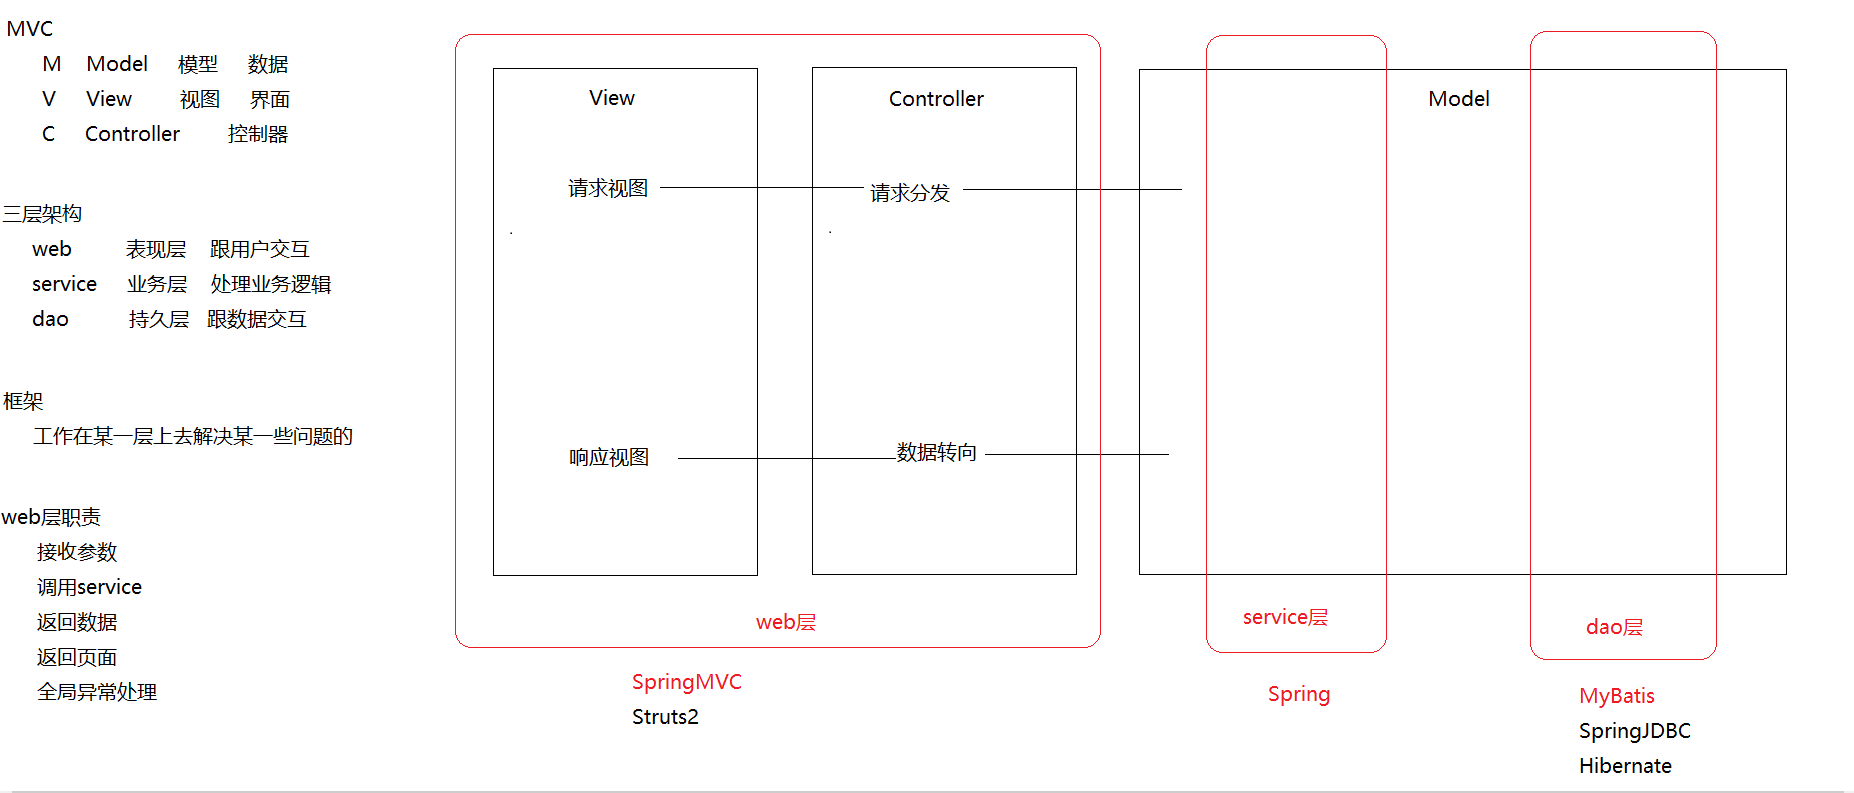 MVC
M Model 模型 数据
V View 视图 界面
C Controller 控制器
三层架构
web 表现层 跟用户交互
service 业务层 处理业务逻辑
dao 持久层 跟数据交互
框架
工作在某一层上去解决某一些问题的
web层职责
接收参数
调用service
返回数据
返回页面
全局异常处理
View
Controller
Model
请求视图
请求分发
响应视图
数据转向
web层
service层
dao层
SpringMVC
Struts2
Spring
MyBatis
SpringJDBC
Hibernate